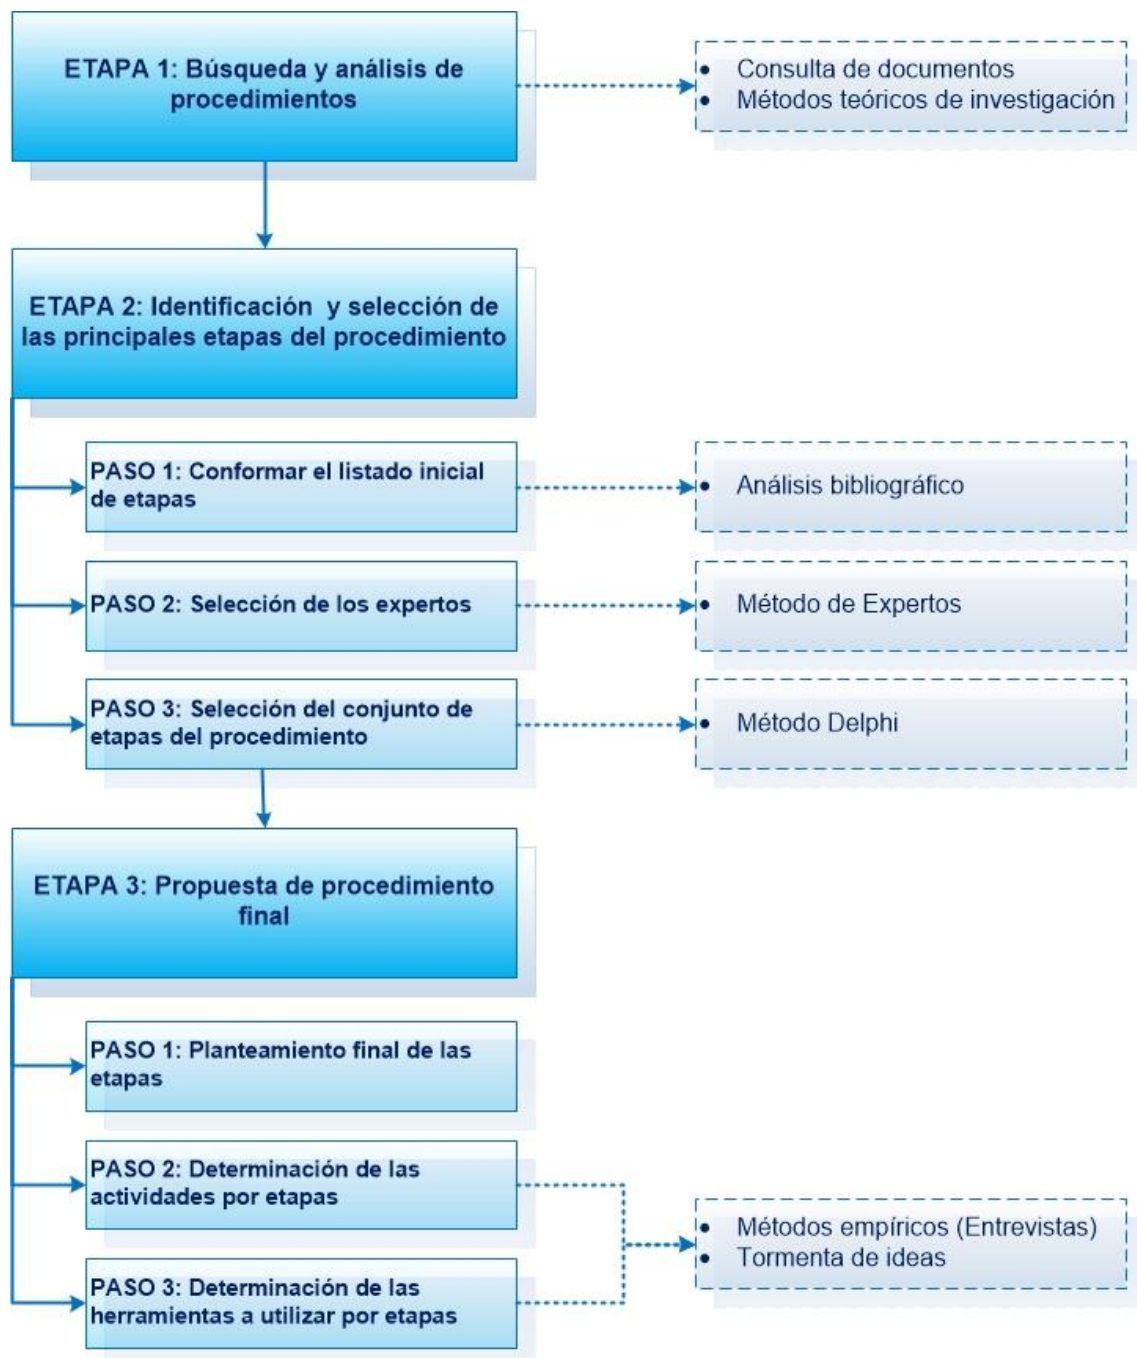 ETAPA 1: Búsqueda y análisis de
procedimientos
• Consulta de documentos
• Métodos teóricos de investigación
ETAPA 2: Identificación y selección de
las principales etapas del procedimiento
PASO 1: Conformar el listado inicial
de etapas
• Análisis bibliográfico
PASO 2: Selección de los expertos
• Método de Expertos
PASO 3: Selección del conjunto de
etapas del procedimiento
• Método Delphi
ETAPA 3: Propuesta de procedimiento
final
PASO 1: Planteamiento final de las
etapas
PASO 2: Determinación de las
actividades por etapas
PASO 3: Determinación de las
herramientas a utilizar por etapas
• Métodos empíricos (Entrevistas)
• Tormenta de ideas